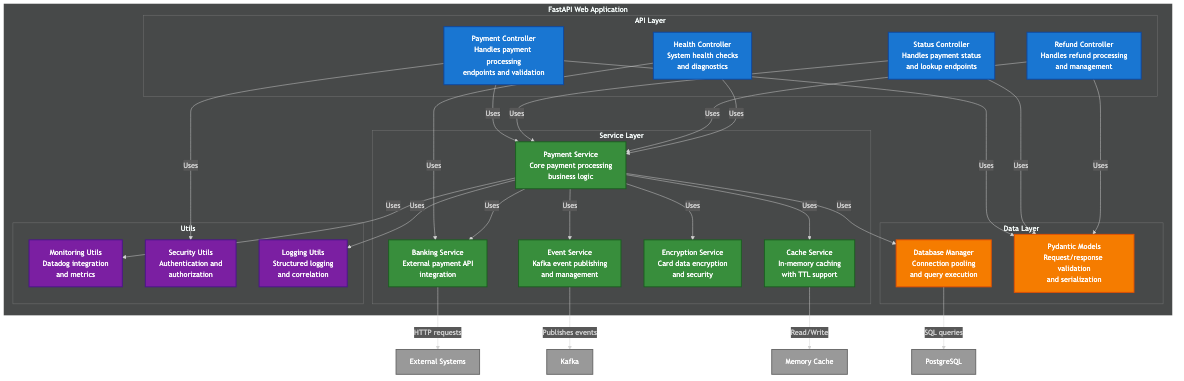 FastAPI Web Application
API Layer
Payment Controller
Handles payment
processing
endpoints and validation
Health Controller
System health checks
and diagnostics
Status Controller
Handles payment status
and lookup endpoints
Refund Controller
Handles refund processing
and management
Uses
Uses
Uses
Uses
Uses
Uses
Uses
Service Layer
Payment Service
Core payment processing
business logic
Uses
Uses
Uses
Uses
Uses
Uses
Uses
Uses
Uses
Uses
Uses
Utils
Monitoring Utils
Datadog integration
and metrics
Security Utils
Authentication and
authorization
Logging Utils
Structured logging
and correlation
Banking Service
External payment API
integration
Event Service
Kafka event publishing
and management
Encryption Service
Card data encryption
and security
Cache Service
In-memory caching
with TTL support
Data Layer
Database Manager
Connection pooling
and query execution
Pydantic Models
Request/response
validation
and serialization
HTTP requests
Publishes events
Read/Write
SQL queries
External Systems
Kafka
Memory Cache
PostgreSQL